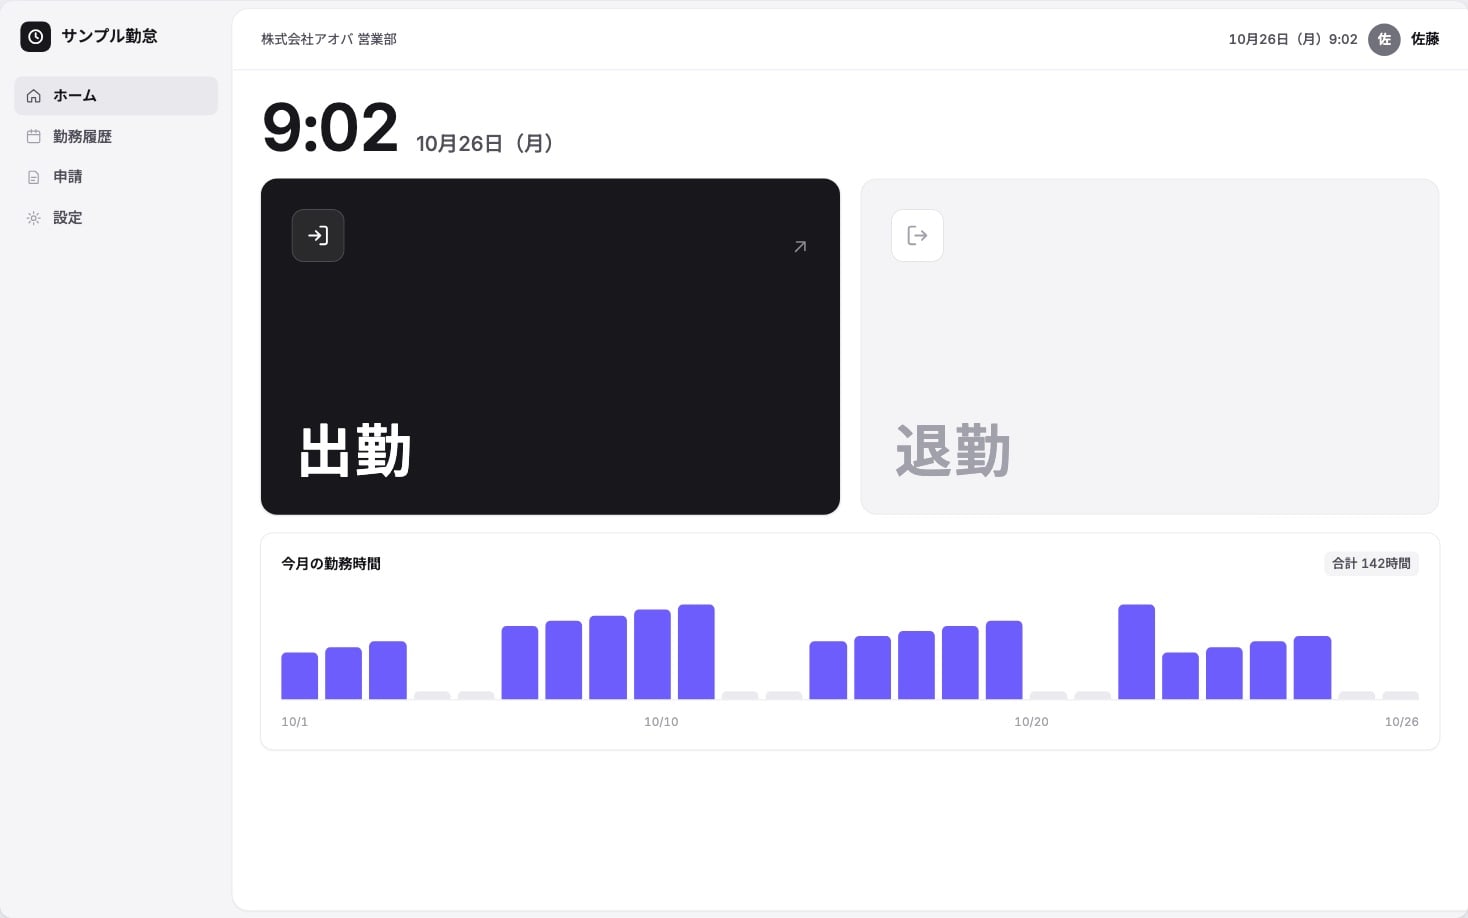 サンプル勤怠
ホーム
勤務履歴
申請
設定
株式会社アオバ 営業部
10月26日（月）9:02
佐
佐藤
9:02
10月26日（月）
出勤
退勤
今月の勤務時間
合計 142時間
10/1
10/10
10/20
10/26